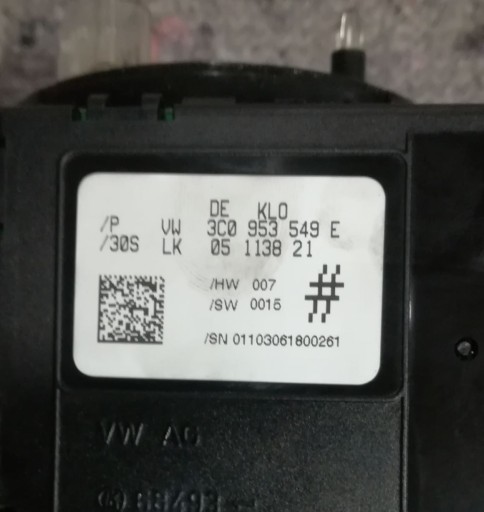 DE KLO
/P VW 3C0 953 549 E
/30S LK 05 1138 21
/HW 007
/SW 0015
#
/SN 01103061800261
VW AG